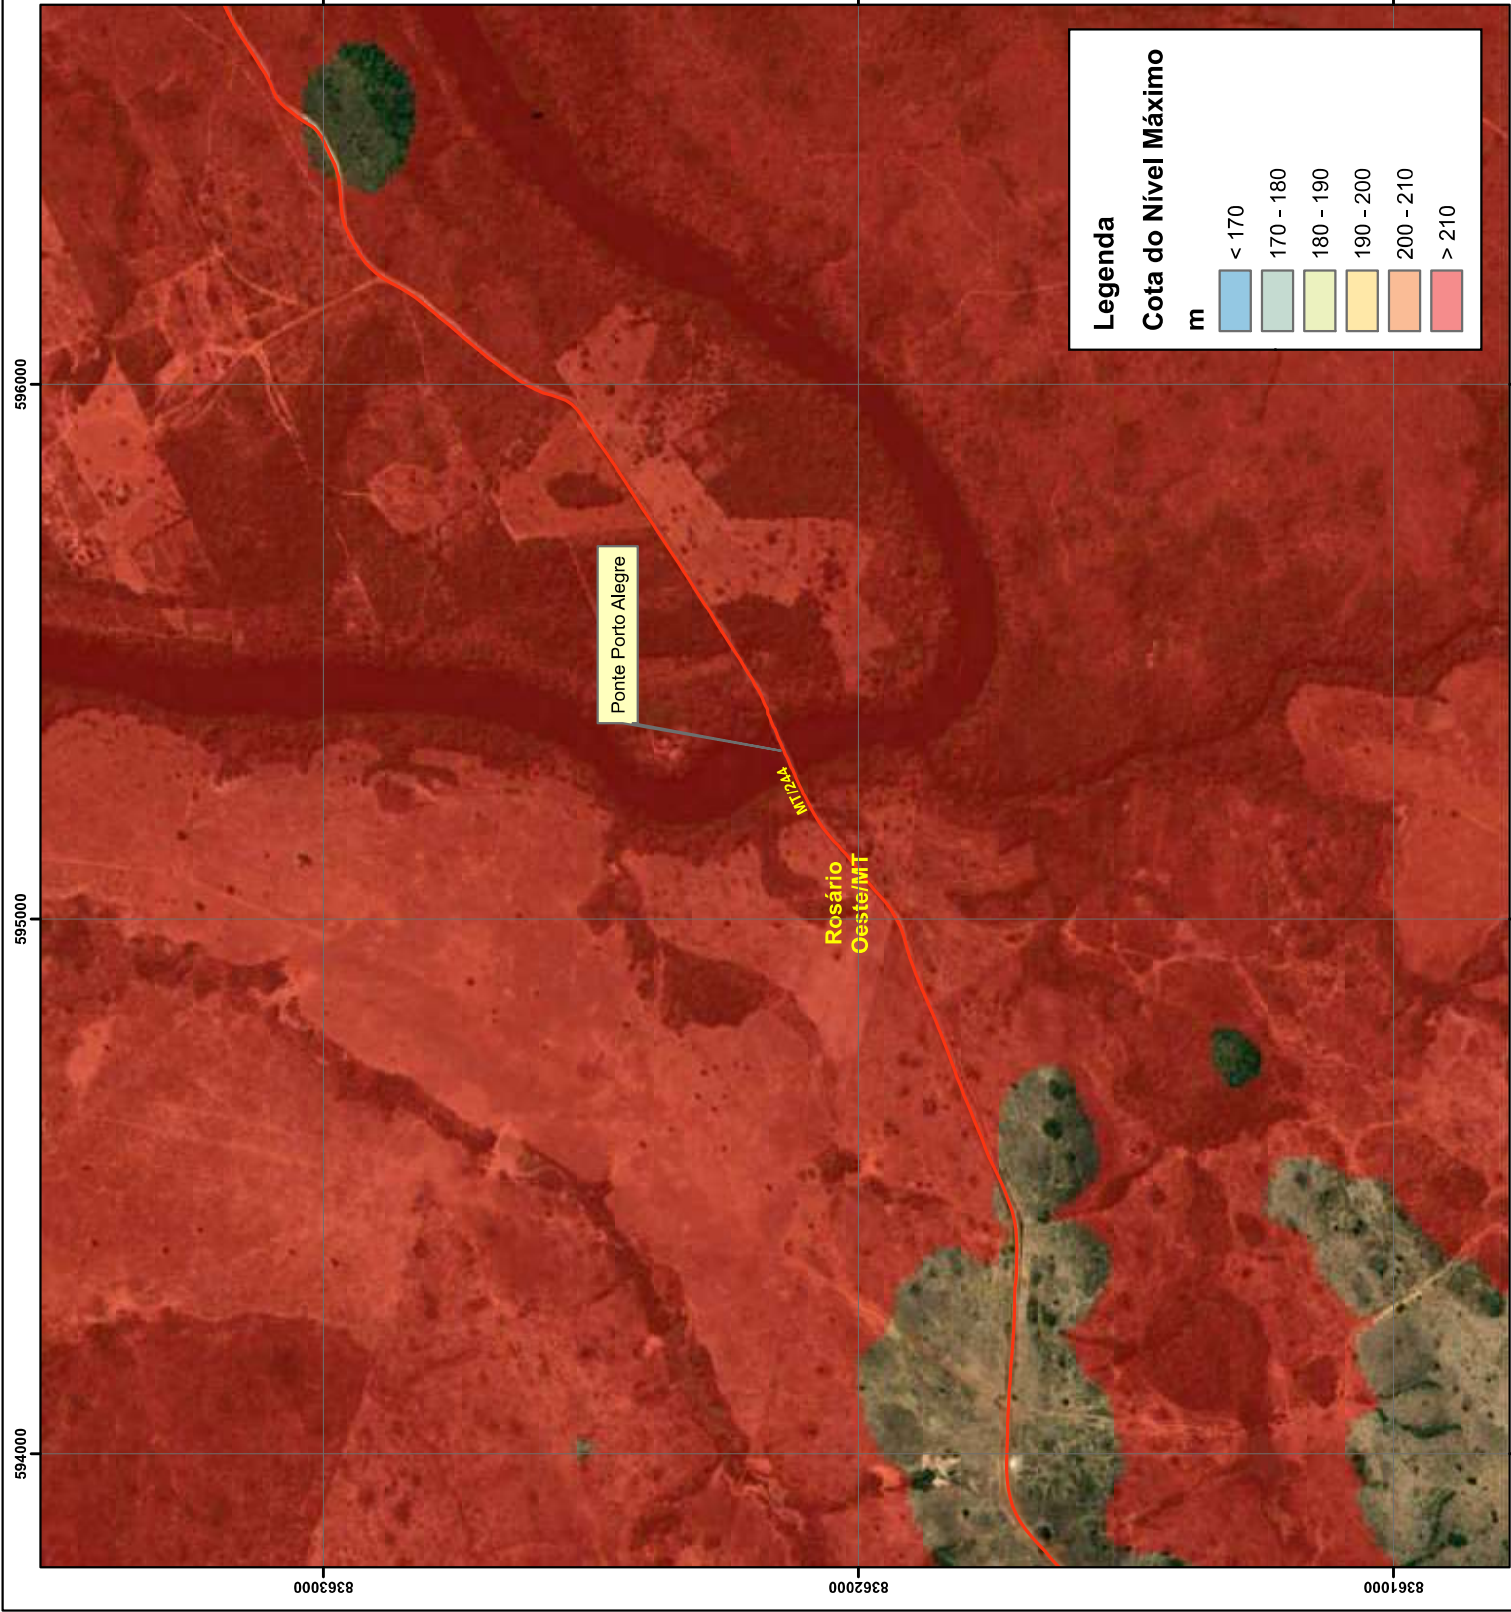 8363000
8362000
8361000
596000
595000
594000
Ponte Porto Alegre
MT/244
Rosário
Oeste/MT
Legenda
Cota do Nível Máximo
m
< 170
170 - 180
180 - 190
190 - 200
200 - 210
> 210